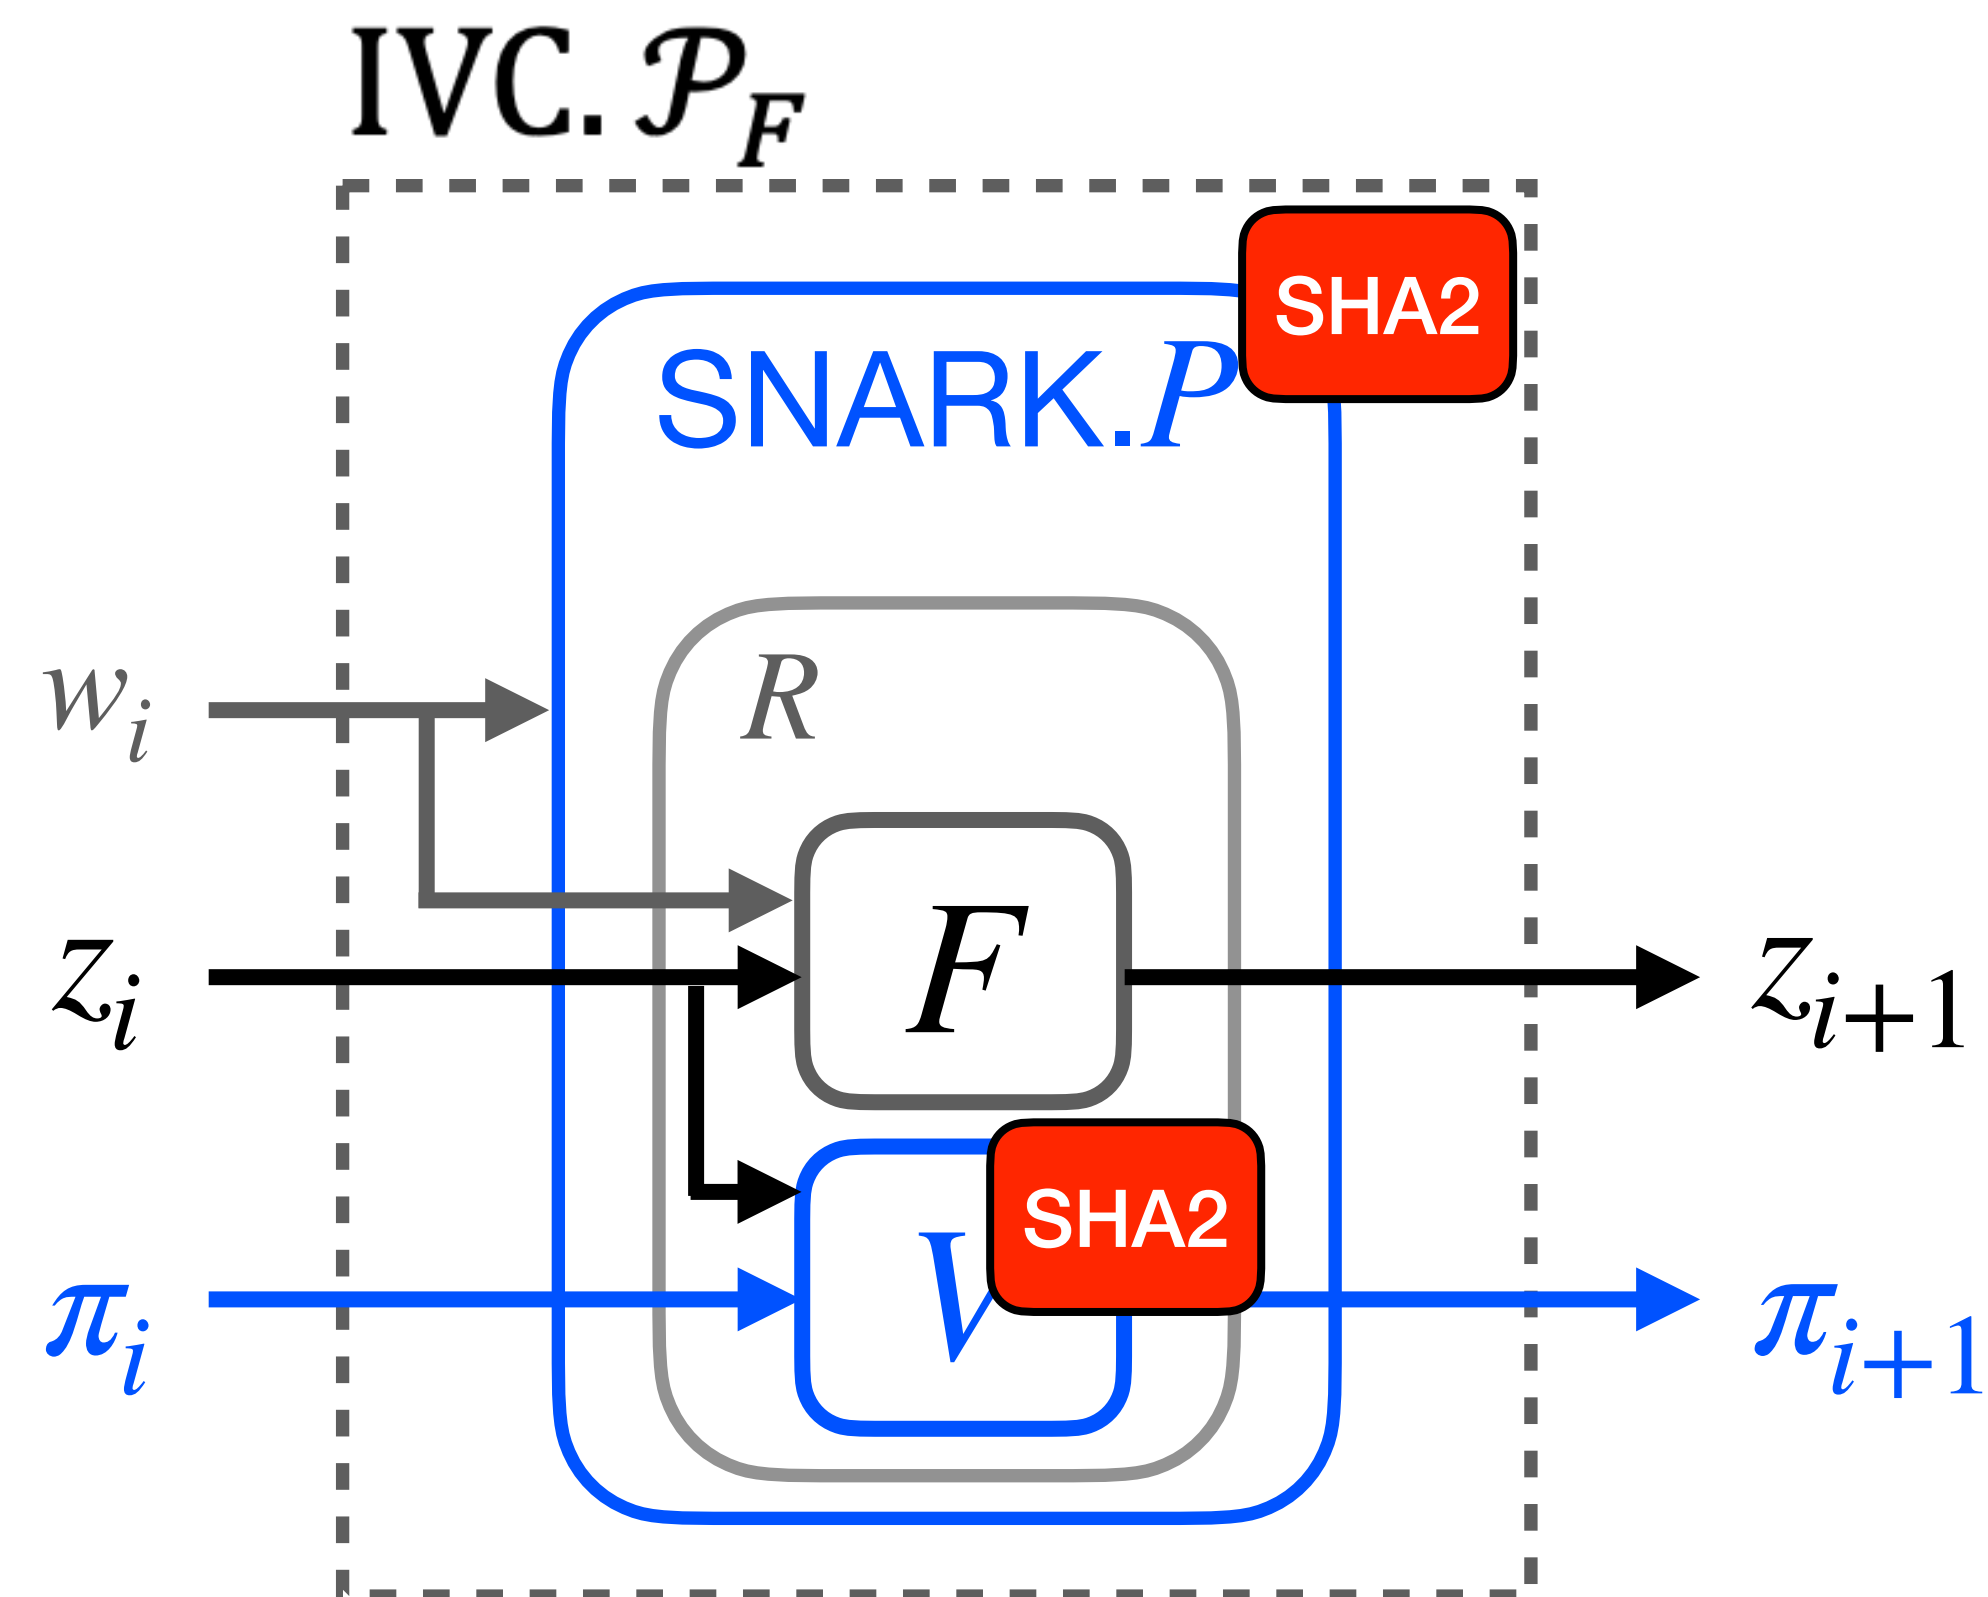 IVC.𝒫_F
SHA2
SNARK.P
w_i
R
F
z_i
z_{i+1}
SHA2
V
π_i
π_{i+1}